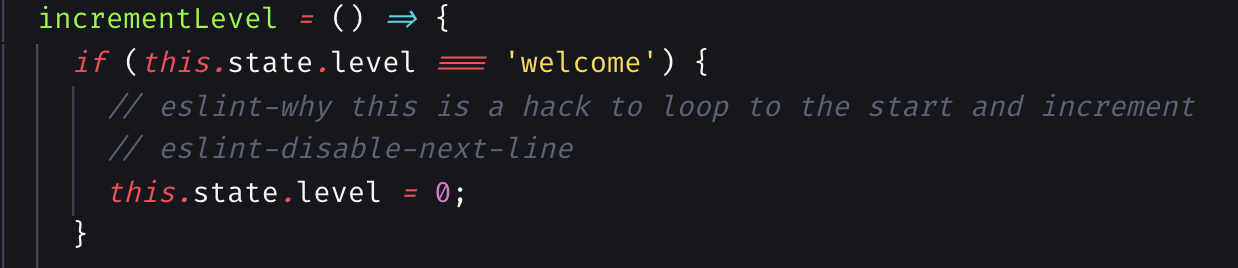 incrementLevel = () => {
if (this.state.level === 'welcome') {
// eslint-why this is a hack to loop to the start and increment
// eslint-disable-next-line
this.state.level = 0;
}